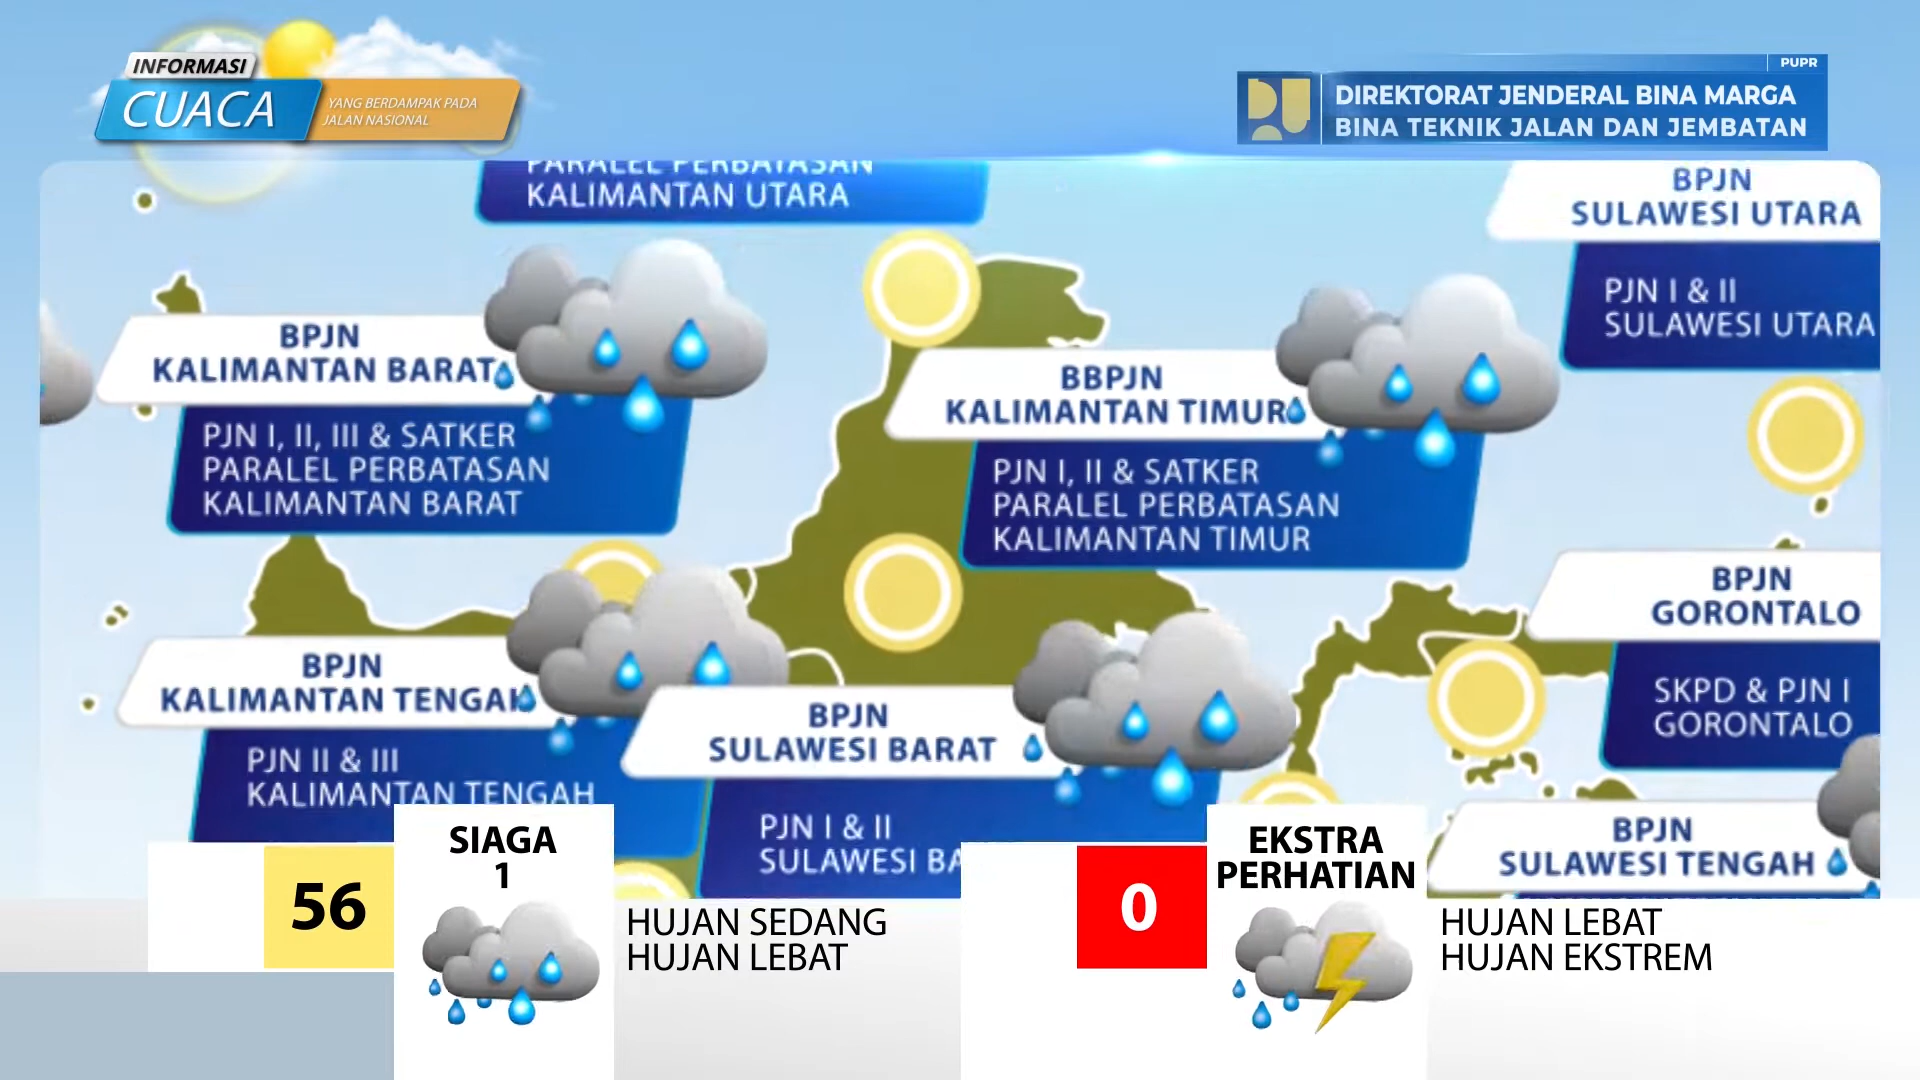 INFORMASI
CUACA
YANG BERDAMPAK PADA
JALAN NASIONAL
PUPR
DIREKTORAT JENDERAL BINA MARGA
BINA TEKNIK JALAN DAN JEMBATAN
PARALEL PERBATASAN
KALIMANTAN UTARA
BPJN
SULAWESI UTARA
PJN I & II
SULAWESI UTARA
BPJN
KALIMANTAN BARAT
PJN I, II, III & SATKER
PARALEL PERBATASAN
KALIMANTAN BARAT
BBPJN
KALIMANTAN TIMUR
PJN I, II & SATKER
PARALEL PERBATASAN
KALIMANTAN TIMUR
BPJN
GORONTALO
SKPD & PJN I
GORONTALO
BPJN
KALIMANTAN TENGAH
PJN II & III
KALIMANTAN TENGAH
BPJN
SULAWESI BARAT
PJN I & II
SULAWESI BA
BPJN
SULAWESI TENGAH
56
SIAGA
1
HUJAN SEDANG
HUJAN LEBAT
0
EKSTRA
PERHATIAN
HUJAN LEBAT
HUJAN EKSTREM